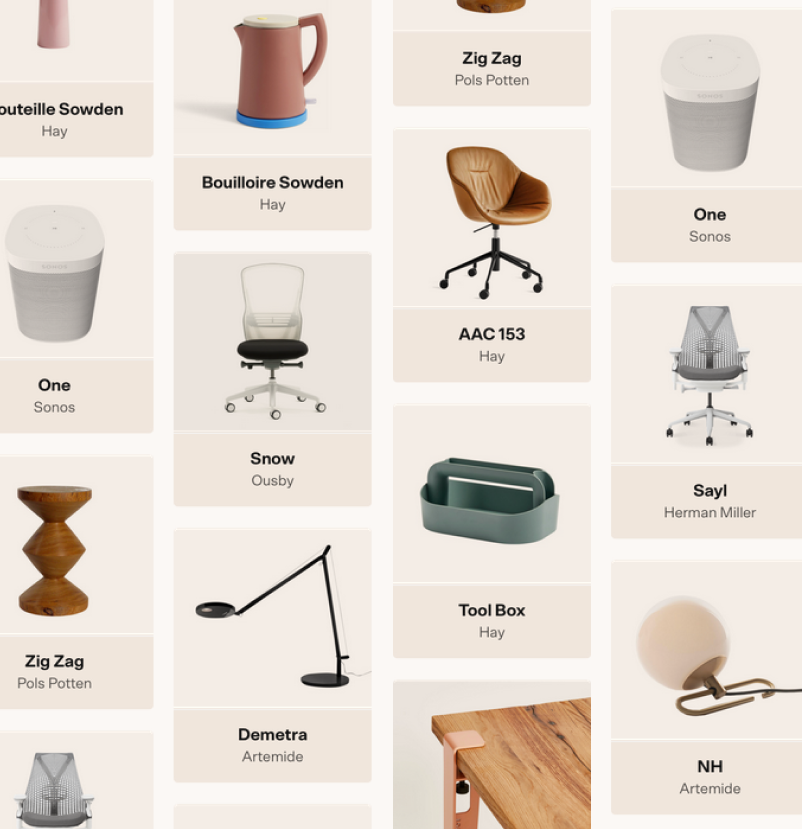 outeille Sowden
Hay
One
Sonos
Zig Zag
Pols Potten
Bouilloire Sowden
Hay
Snow
Ousby
Demetra
Artemide
Zig Zag
Pols Potten
AAC 153
Hay
Tool Box
Hay
SONOS
One
Sonos
Sayl
Herman Miller
NH
Artemide